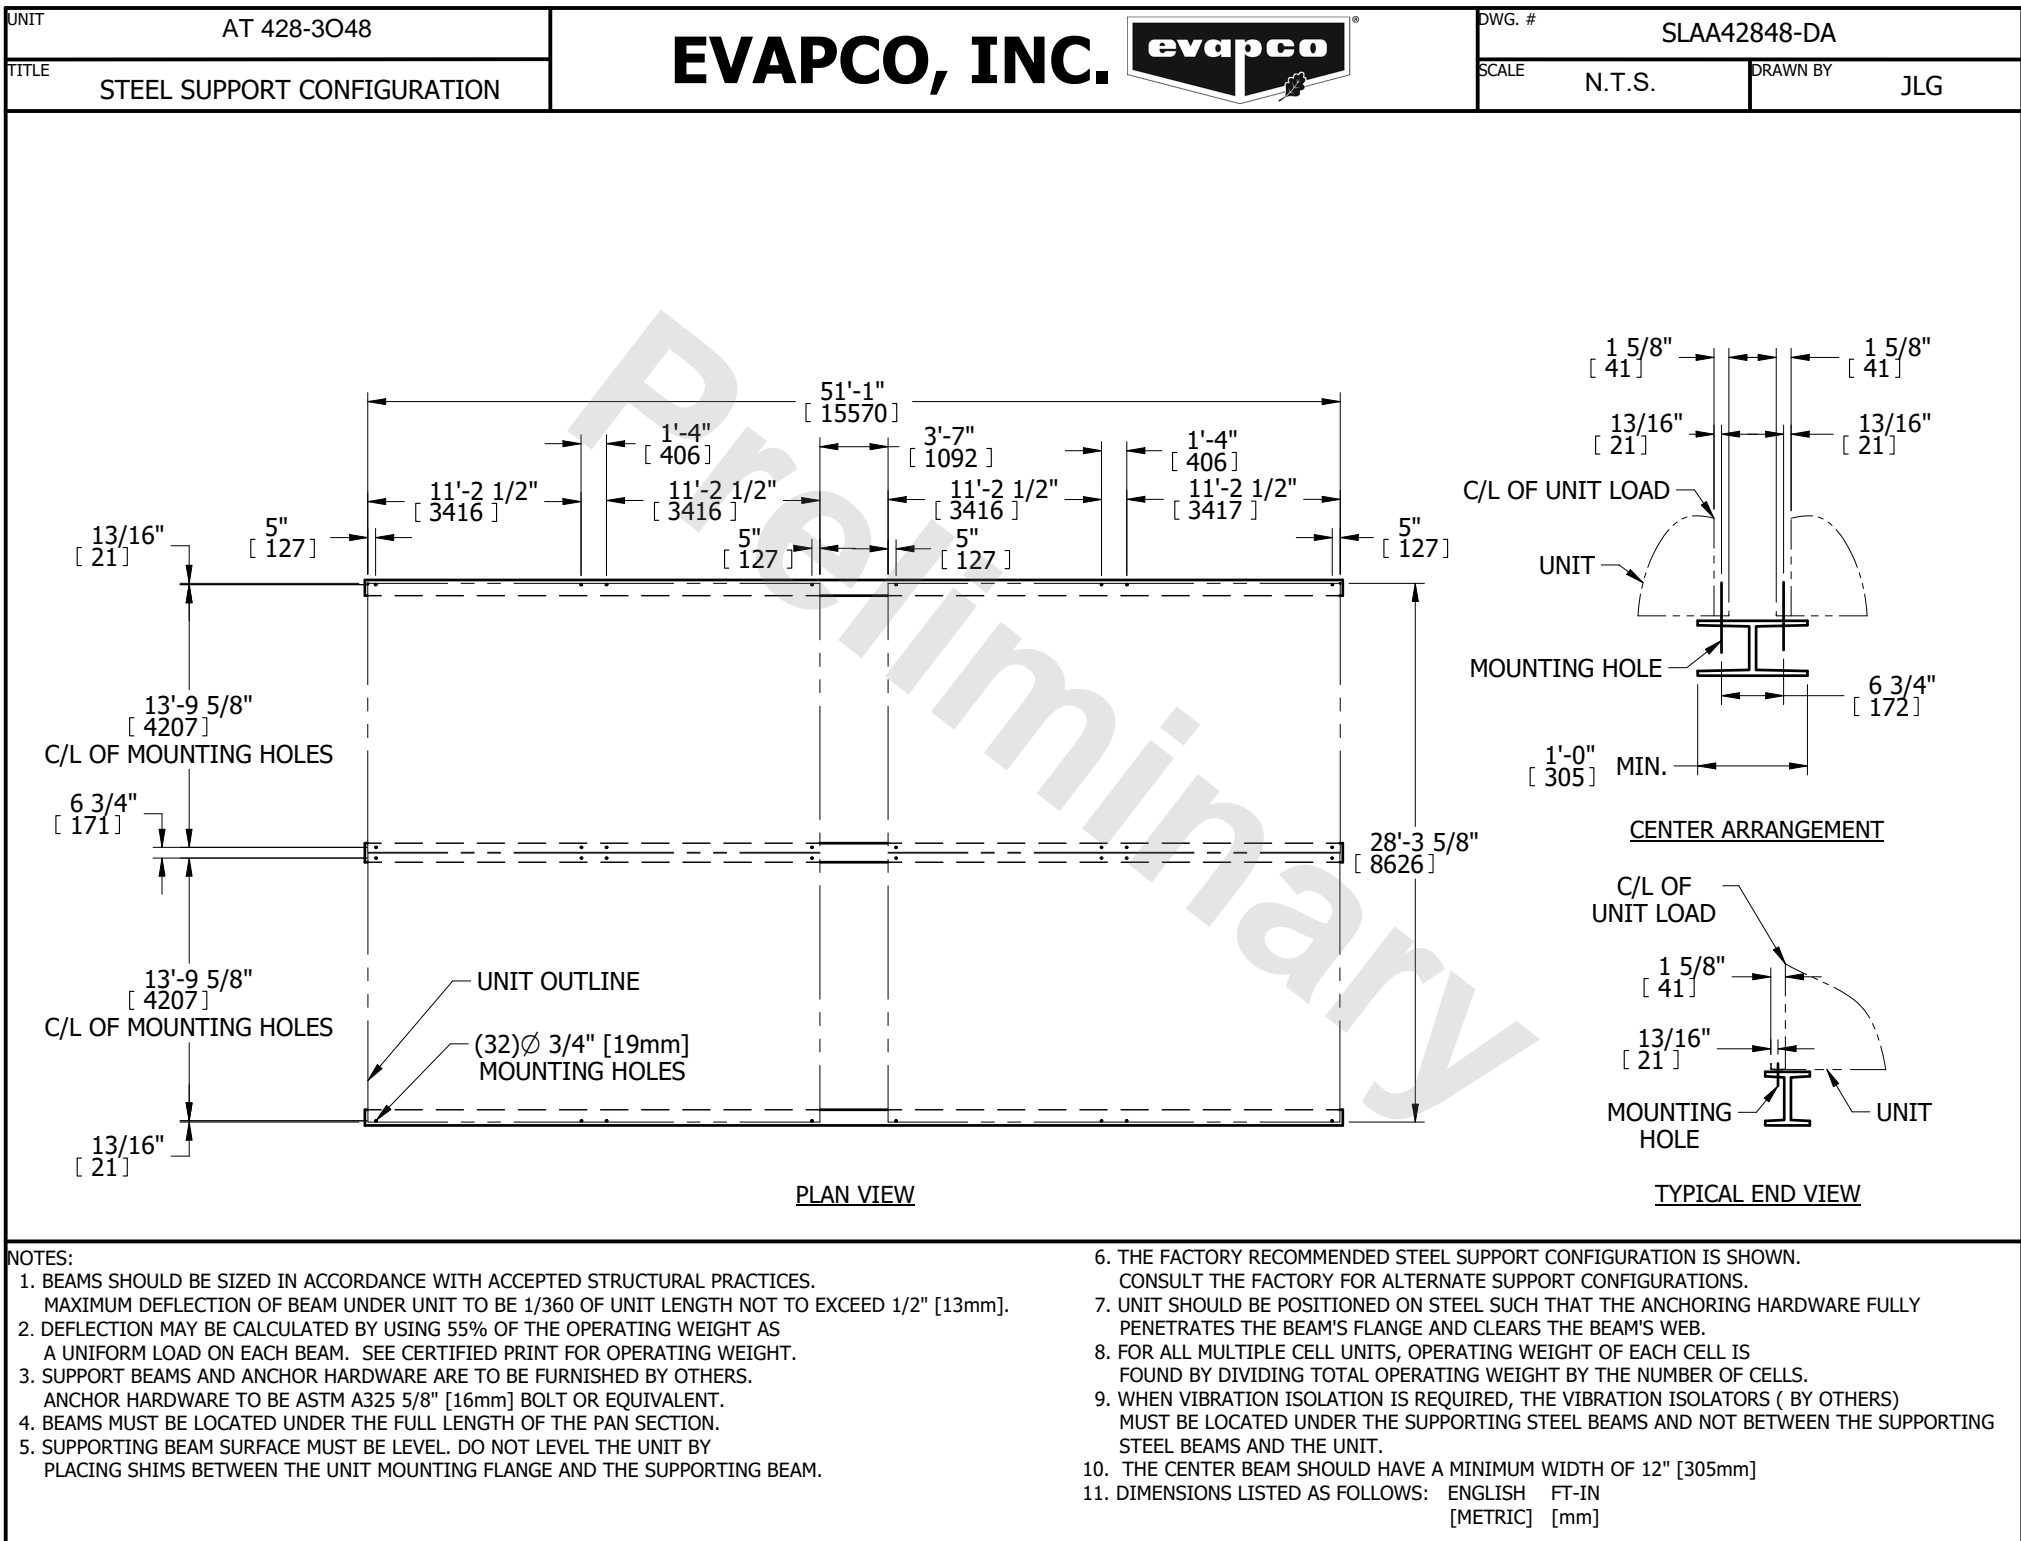 UNIT
AT 428-3O48
TITLE
STEEL SUPPORT CONFIGURATION
EVAPCO, INC.
evapco
®
DWG. #
SLAA42848-DA
SCALE
N.T.S.
DRAWN BY
JLG
Preliminary
51'-1"
[ 15570 ]
1'-4"
[ 406 ]
3'-7"
[ 1092 ]
1'-4"
[ 406 ]
11'-2 1/2"
[ 3416 ]
11'-2 1/2"
[ 3416 ]
11'-2 1/2"
[ 3416 ]
11'-2 1/2"
[ 3417 ]
13/16"
[ 21 ]
5"
[ 127 ]
5"
[ 127 ]
5"
[ 127 ]
5"
[ 127 ]
13'-9 5/8"
[ 4207 ]
C/L OF MOUNTING HOLES
6 3/4"
[ 171 ]
28'-3 5/8"
[ 8626 ]
13'-9 5/8"
[ 4207 ]
C/L OF MOUNTING HOLES
UNIT OUTLINE
(32)∅ 3/4" [19mm]
MOUNTING HOLES
13/16"
[ 21 ]
PLAN VIEW
1 5/8"
[ 41 ]
1 5/8"
[ 41 ]
13/16"
[ 21 ]
13/16"
[ 21 ]
C/L OF UNIT LOAD
UNIT
MOUNTING HOLE
6 3/4"
[ 172 ]
1'-0"
[ 305 ] MIN.
CENTER ARRANGEMENT
C/L OF
UNIT LOAD
1 5/8"
[ 41 ]
13/16"
[ 21 ]
MOUNTING
HOLE
UNIT
TYPICAL END VIEW
NOTES:
1. BEAMS SHOULD BE SIZED IN ACCORDANCE WITH ACCEPTED STRUCTURAL PRACTICES.
MAXIMUM DEFLECTION OF BEAM UNDER UNIT TO BE 1/360 OF UNIT LENGTH NOT TO EXCEED 1/2" [13mm].
2. DEFLECTION MAY BE CALCULATED BY USING 55% OF THE OPERATING WEIGHT AS
A UNIFORM LOAD ON EACH BEAM. SEE CERTIFIED PRINT FOR OPERATING WEIGHT.
3. SUPPORT BEAMS AND ANCHOR HARDWARE ARE TO BE FURNISHED BY OTHERS.
ANCHOR HARDWARE TO BE ASTM A325 5/8" [16mm] BOLT OR EQUIVALENT.
4. BEAMS MUST BE LOCATED UNDER THE FULL LENGTH OF THE PAN SECTION.
5. SUPPORTING BEAM SURFACE MUST BE LEVEL. DO NOT LEVEL THE UNIT BY
PLACING SHIMS BETWEEN THE UNIT MOUNTING FLANGE AND THE SUPPORTING BEAM.
6. THE FACTORY RECOMMENDED STEEL SUPPORT CONFIGURATION IS SHOWN.
CONSULT THE FACTORY FOR ALTERNATE SUPPORT CONFIGURATIONS.
7. UNIT SHOULD BE POSITIONED ON STEEL SUCH THAT THE ANCHORING HARDWARE FULLY
PENETRATES THE BEAM'S FLANGE AND CLEARS THE BEAM'S WEB.
8. FOR ALL MULTIPLE CELL UNITS, OPERATING WEIGHT OF EACH CELL IS
FOUND BY DIVIDING TOTAL OPERATING WEIGHT BY THE NUMBER OF CELLS.
9. WHEN VIBRATION ISOLATION IS REQUIRED, THE VIBRATION ISOLATORS ( BY OTHERS)
MUST BE LOCATED UNDER THE SUPPORTING STEEL BEAMS AND NOT BETWEEN THE SUPPORTING
STEEL BEAMS AND THE UNIT.
10. THE CENTER BEAM SHOULD HAVE A MINIMUM WIDTH OF 12" [305mm]
11. DIMENSIONS LISTED AS FOLLOWS: ENGLISH FT-IN
[METRIC] [mm]